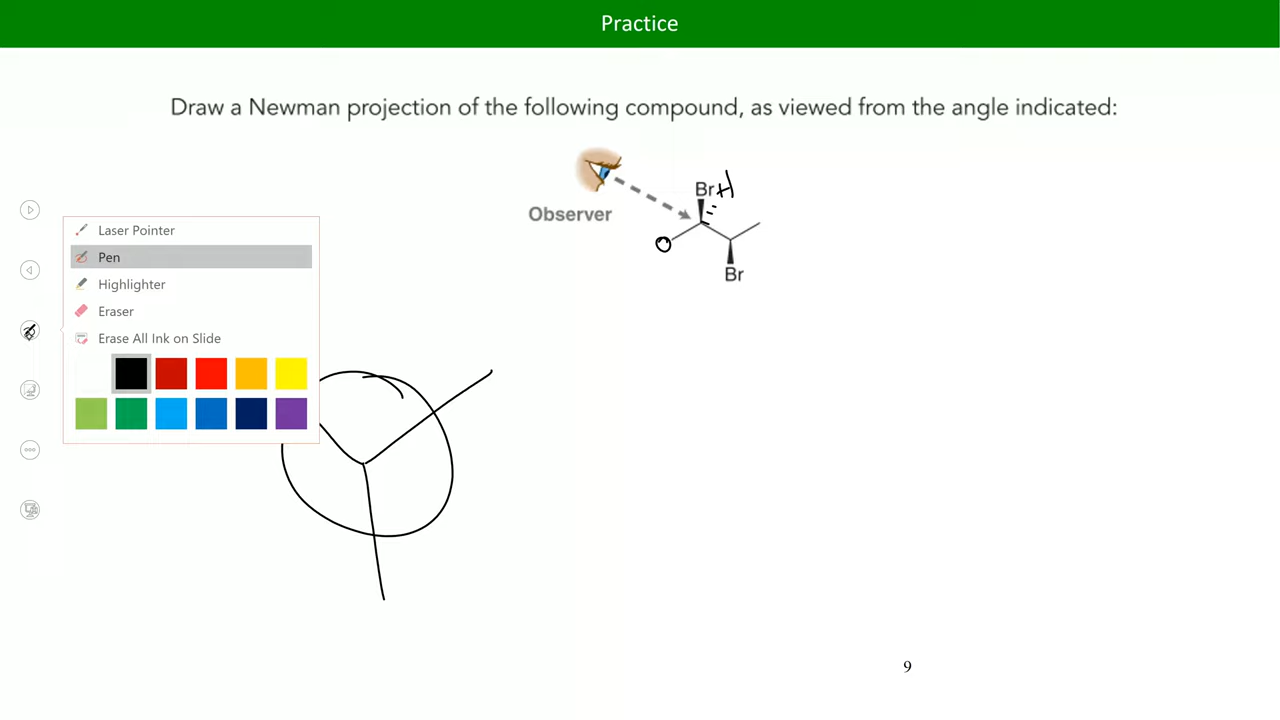 Practice
Draw a Newman projection of the following compound, as viewed from the angle indicated:
Br H
Observer
Br
Laser Pointer
Pen
Highlighter
Eraser
Erase All Ink on Slide
9